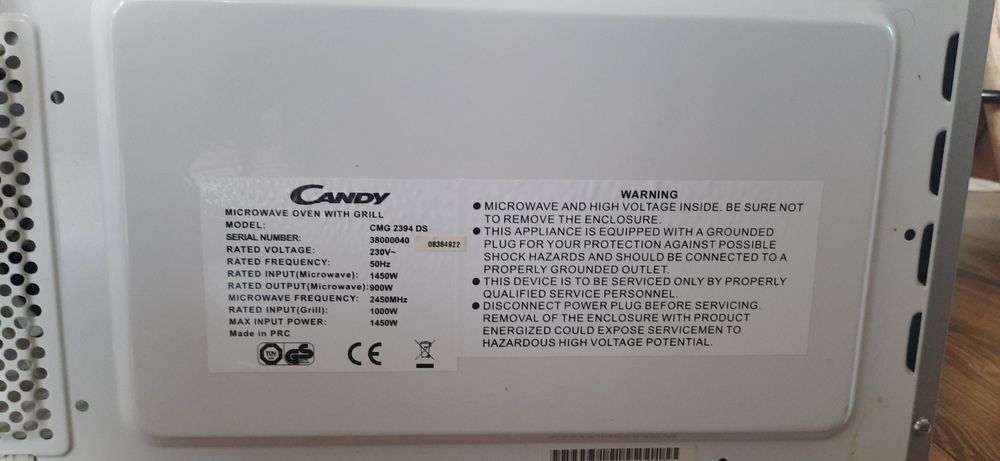 CANDY
MICROWAVE OVEN WITH GRILL
MODEL: CMG 2394 DS
SERIAL NUMBER: 38000040 08364922
RATED VOLTAGE: 230V~
RATED FREQUENCY: 50Hz
RATED INPUT(Microwave): 1450W
RATED OUTPUT(Microwave): 900W
MICROWAVE FREQUENCY: 2450MHz
RATED INPUT(Grill): 1000W
MAX INPUT POWER: 1450W
Made in PRC
TÜV GS CE
WARNING
● MICROWAVE AND HIGH VOLTAGE INSIDE. BE SURE NOT
TO REMOVE THE ENCLOSURE.
● THIS APPLIANCE IS EQUIPPED WITH A GROUNDED
PLUG FOR YOUR PROTECTION AGAINST POSSIBLE
SHOCK HAZARDS AND SHOULD BE CONNECTED TO A
PROPERLY GROUNDED OUTLET.
● THIS DEVICE IS TO BE SERVICED ONLY BY PROPERLY
QUALIFIED SERVICE PERSONNEL.
● DISCONNECT POWER PLUG BEFORE SERVICING.
REMOVAL OF THE ENCLOSURE WITH PRODUCT
ENERGIZED COULD EXPOSE SERVICEMEN TO
HAZARDOUS HIGH VOLTAGE POTENTIAL.